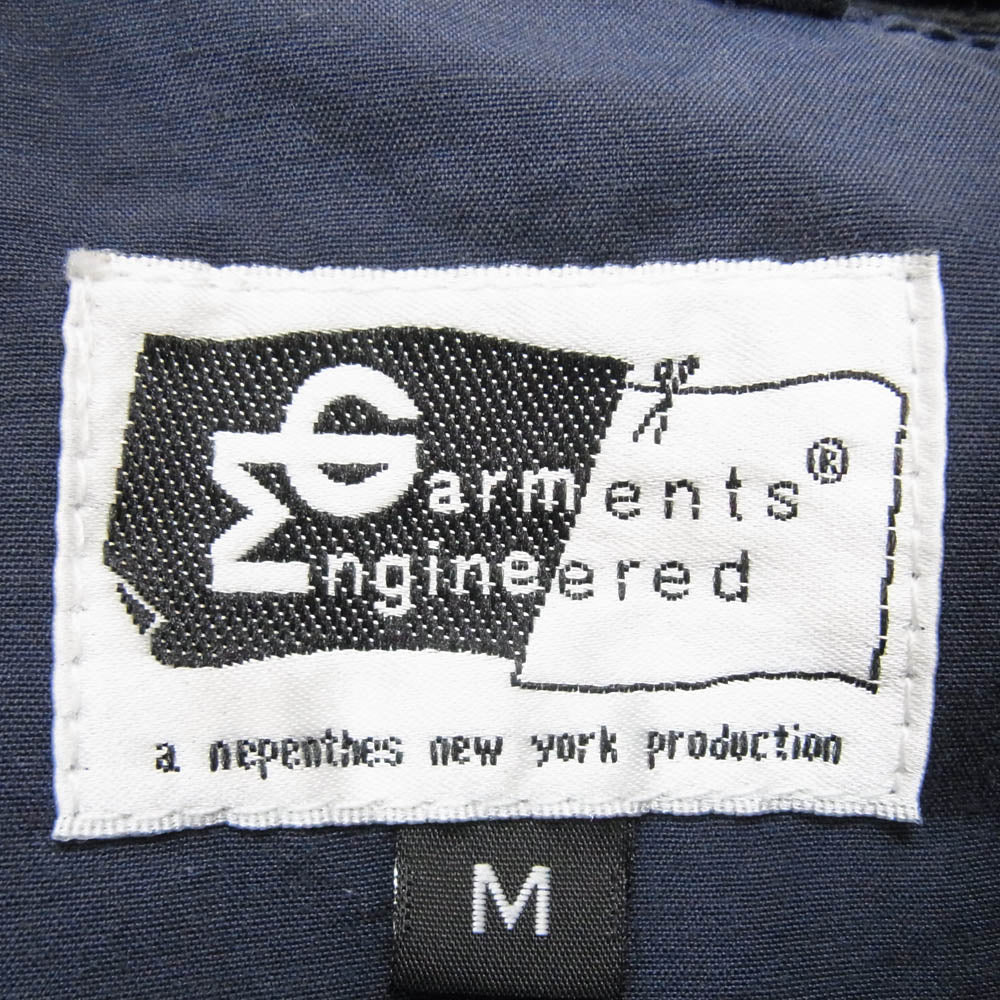 Garments®
Engineered
a nepenthes new york production
M